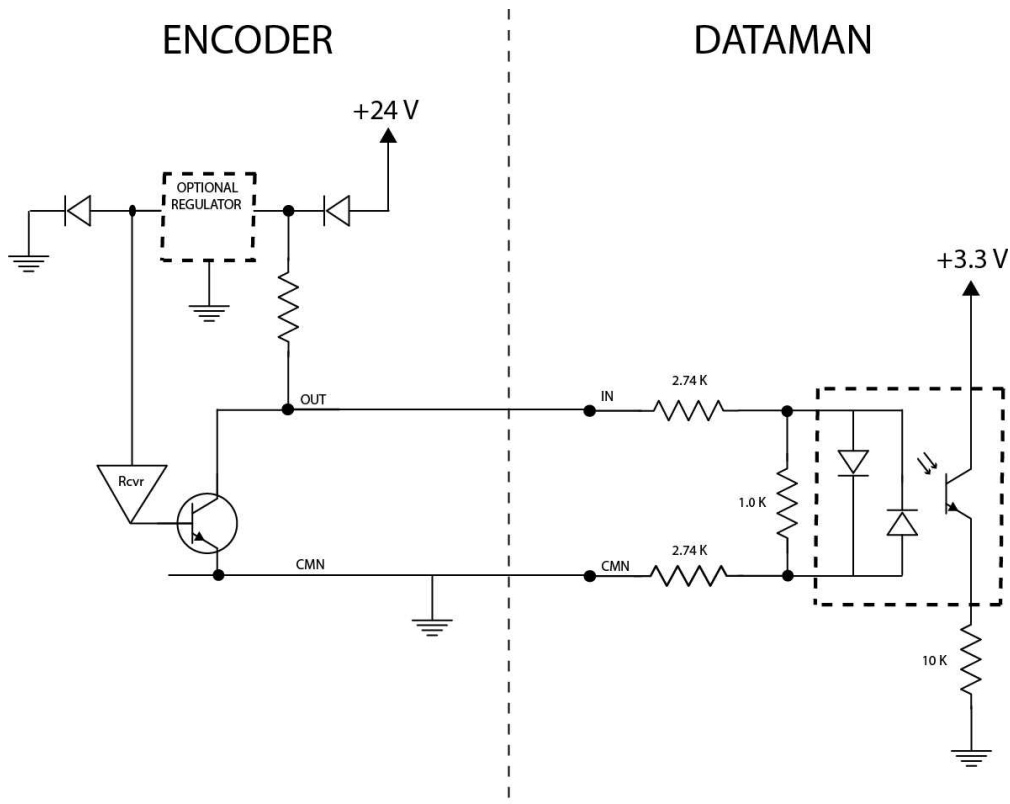 ENCODER
DATAMAN
+24 V
OPTIONAL
REGULATOR
+3.3 V
2.74 K
OUT
IN
Rcvr
1.0 K
2.74 K
CMN
CMN
10 K